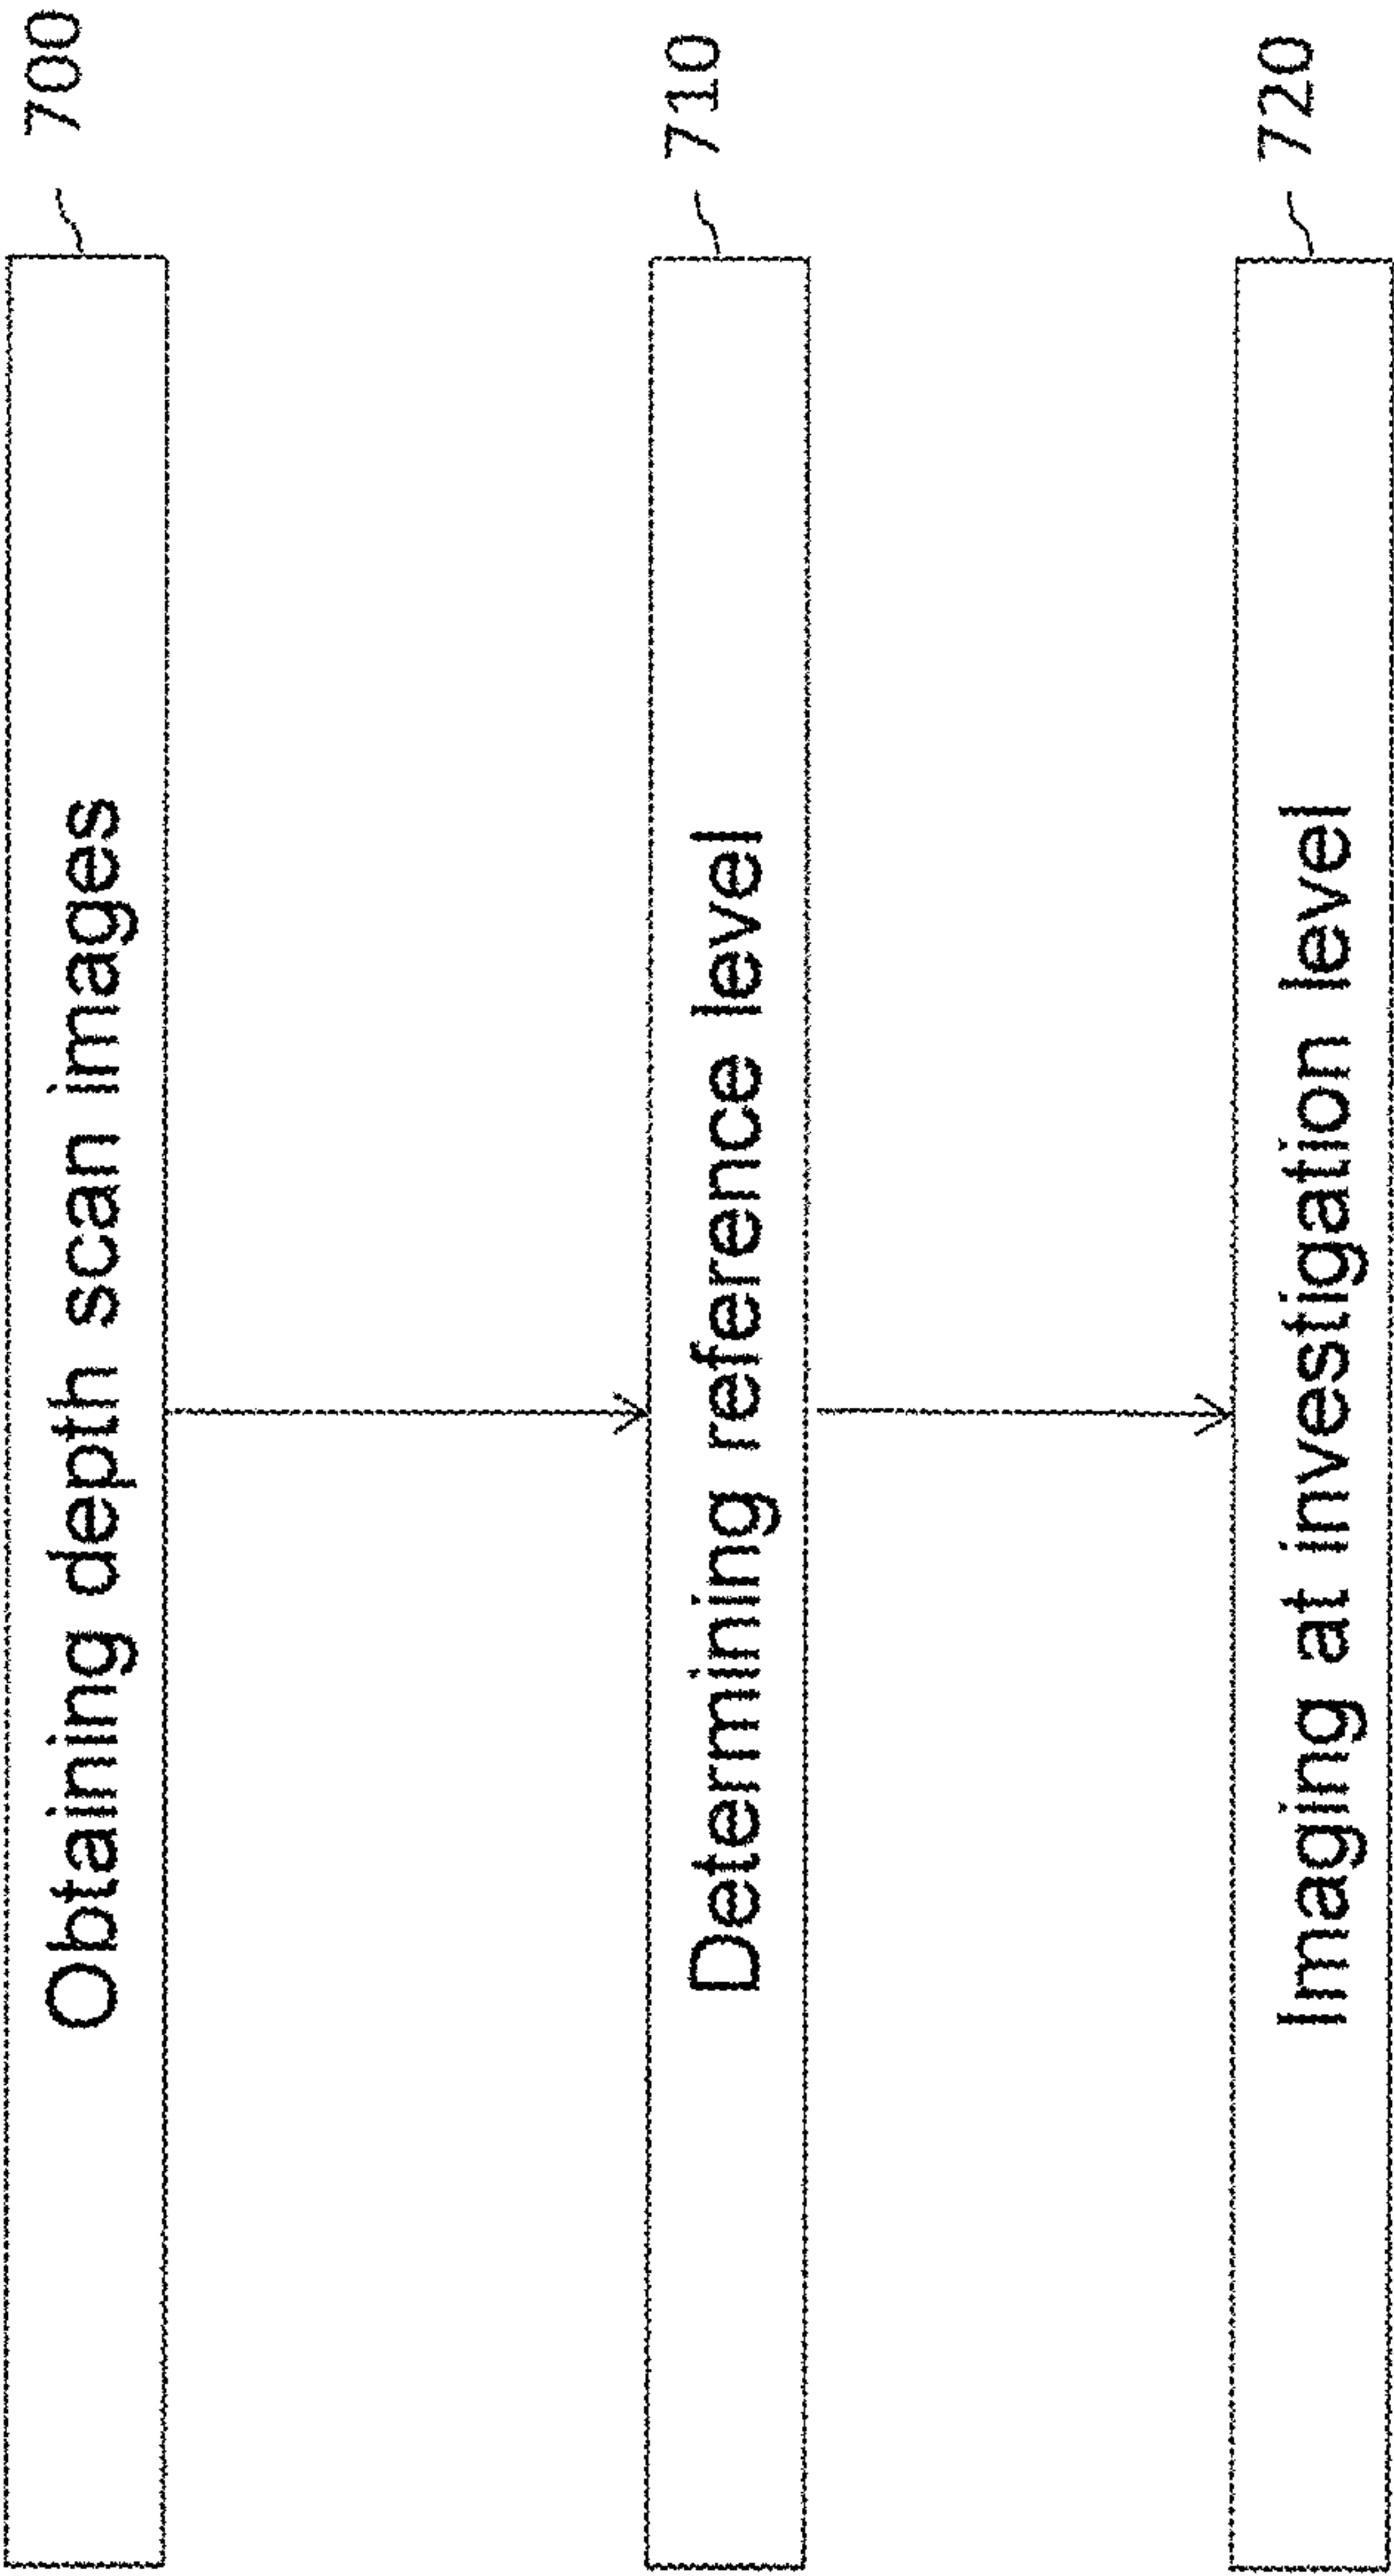 Obtaining depth scan images
700
Determining reference level
710
Imaging at investigation level
720